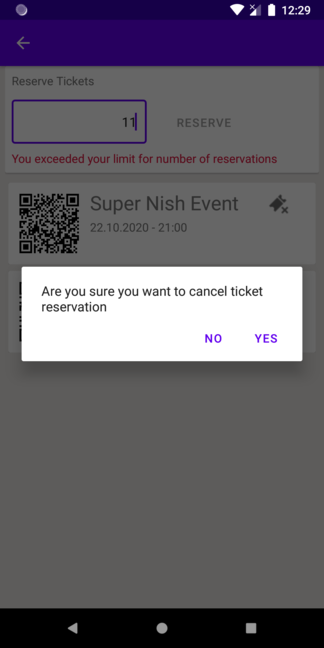 12:29
Reserve Tickets
11 RESERVE
You exceeded your limit for number of reservations
Super Nish Event
22.10.2020 - 21:00
Are you sure you want to cancel ticket
reservation
NO YES